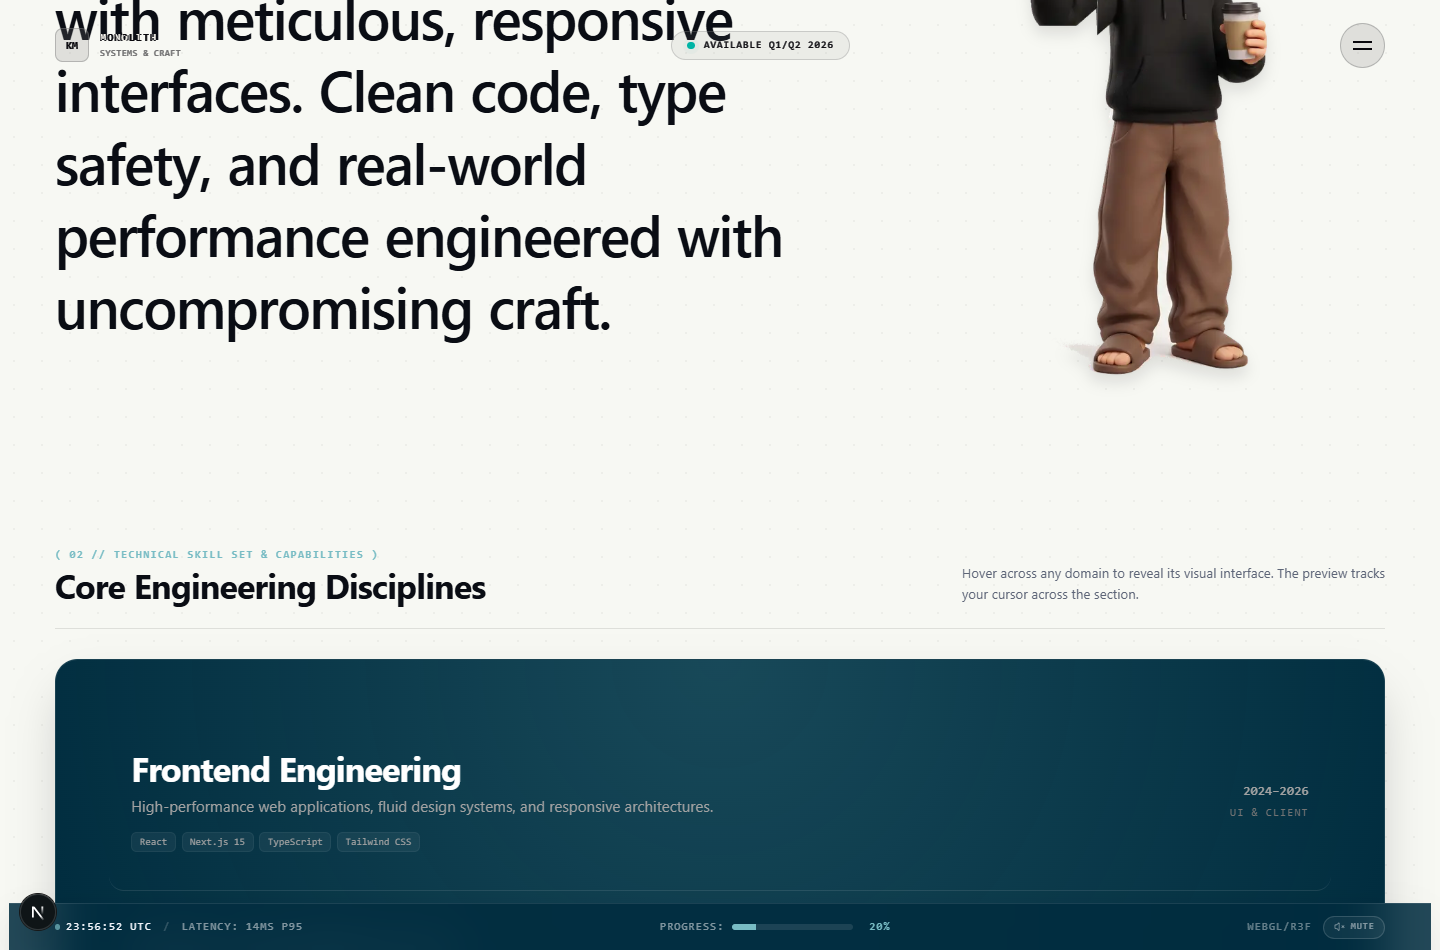 with meticulous, responsive
KM
MONOLITH
SYSTEMS & CRAFT
AVAILABLE Q1/Q2 2026
interfaces. Clean code, type
safety, and real-world
performance engineered with
uncompromising craft.
( 02 // TECHNICAL SKILL SET & CAPABILITIES )
Core Engineering Disciplines
Hover across any domain to reveal its visual interface. The preview tracks
your cursor across the section.
Frontend Engineering
High-performance web applications, fluid design systems, and responsive architectures.
React
Next.js 15
TypeScript
Tailwind CSS
2024–2026
UI & CLIENT
N
23:56:52 UTC / LATENCY: 14MS P95
PROGRESS: 20%
WEBGL/R3F
MUTE